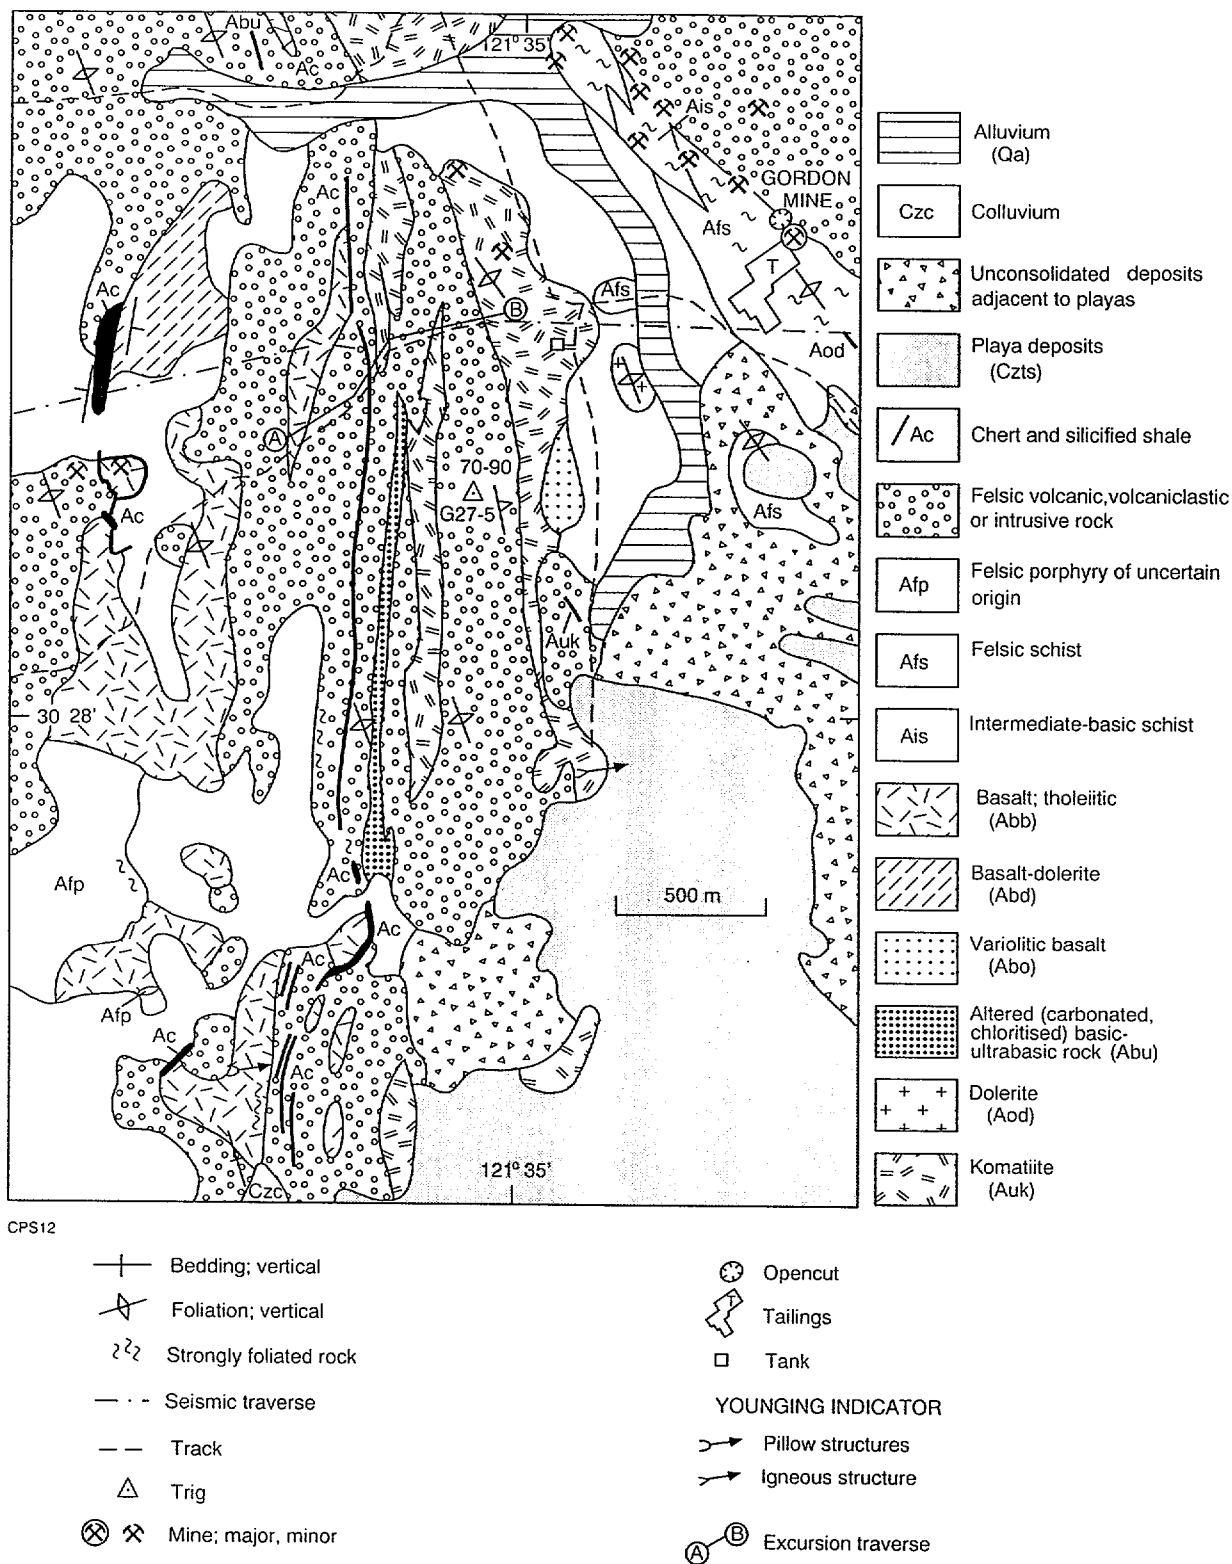 Abu
121° 35'
Ac
Ais
GORDON
MINE
Ac
Afs
T
Ac
Afs
B
Aod
A
70-90
G27-5
Ac
Afs
Auk
30 28'
Afp
Ac
500 m
Ac
Ac
Afp
Ac
Ac
121° 35'
Czc
CPS12
Alluvium
(Qa)
Czc Colluvium
Unconsolidated deposits
adjacent to playas
Playa deposits
(Czts)
Ac Chert and silicified shale
Felsic volcanic, volcaniclastic
or intrusive rock
Afp Felsic porphyry of uncertain
origin
Afs Felsic schist
Ais Intermediate-basic schist
Basalt; tholeiitic
(Abb)
Basalt-dolerite
(Abd)
Variolitic basalt
(Abo)
Altered (carbonated,
chloritised) basic-
ultrabasic rock (Abu)
Dolerite
(Aod)
Komatiite
(Auk)
Bedding; vertical
Foliation; vertical
Strongly foliated rock
Seismic traverse
Track
Trig
Mine; major, minor
Opencut
T Tailings
Tank
YOUNGING INDICATOR
Pillow structures
Igneous structure
A B Excursion traverse